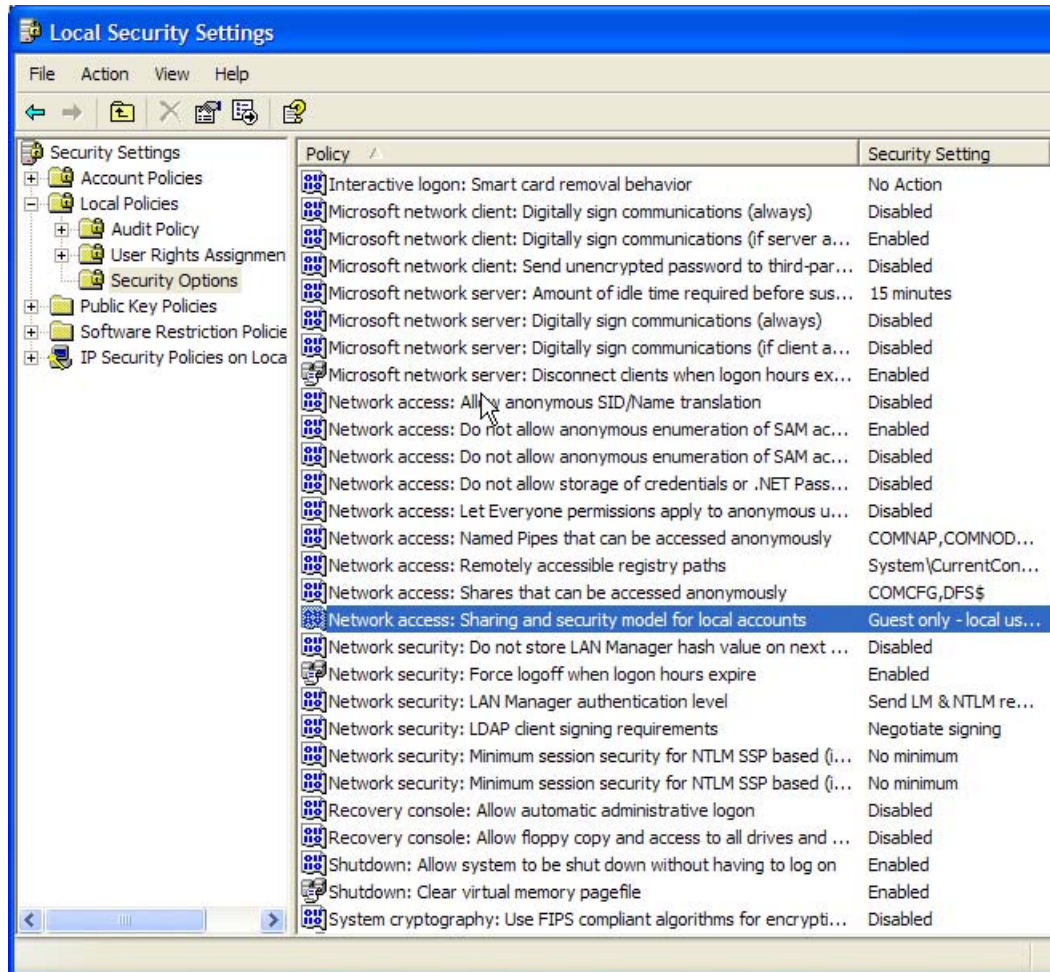 Local Security Settings
File Action View Help
Security Settings
Account Policies
Local Policies
Audit Policy
User Rights Assignmen
Security Options
Public Key Policies
Software Restriction Policie
IP Security Policies on Loca
Policy Security Setting
Interactive logon: Smart card removal behavior No Action
Microsoft network client: Digitally sign communications (always) Disabled
Microsoft network client: Digitally sign communications (if server a... Enabled
Microsoft network client: Send unencrypted password to third-par... Disabled
Microsoft network server: Amount of idle time required before sus... 15 minutes
Microsoft network server: Digitally sign communications (always) Disabled
Microsoft network server: Digitally sign communications (if client a... Disabled
Microsoft network server: Disconnect clients when logon hours ex... Enabled
Network access: Allow anonymous SID/Name translation Disabled
Network access: Do not allow anonymous enumeration of SAM ac... Enabled
Network access: Do not allow anonymous enumeration of SAM ac... Disabled
Network access: Do not allow storage of credentials or .NET Pass... Disabled
Network access: Let Everyone permissions apply to anonymous u... Disabled
Network access: Named Pipes that can be accessed anonymously COMNAP,COMNOD...
Network access: Remotely accessible registry paths System\CurrentCon...
Network access: Shares that can be accessed anonymously COMCFG,DFS$
Network access: Sharing and security model for local accounts Guest only - local us...
Network security: Do not store LAN Manager hash value on next ... Disabled
Network security: Force logoff when logon hours expire Enabled
Network security: LAN Manager authentication level Send LM & NTLM re...
Network security: LDAP client signing requirements Negotiate signing
Network security: Minimum session security for NTLM SSP based (i... No minimum
Network security: Minimum session security for NTLM SSP based (i... No minimum
Recovery console: Allow automatic administrative logon Disabled
Recovery console: Allow floppy copy and access to all drives and ... Disabled
Shutdown: Allow system to be shut down without having to log on Enabled
Shutdown: Clear virtual memory pagefile Enabled
System cryptography: Use FIPS compliant algorithms for encrypti... Disabled